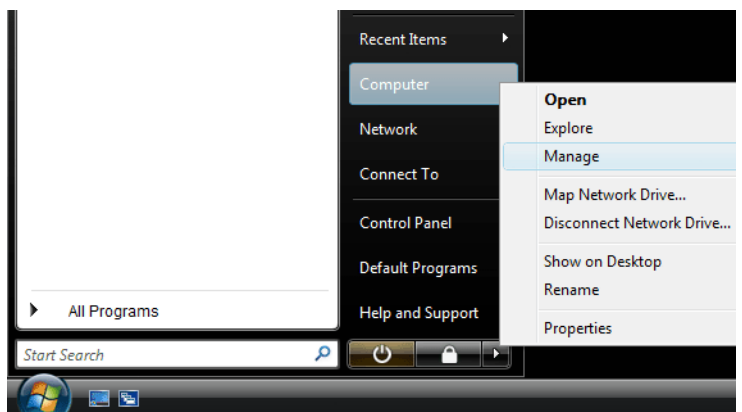 Recent Items
Computer
Network
Connect To
Control Panel
Default Programs
Help and Support
All Programs
Start Search
Open
Explore
Manage
Map Network Drive...
Disconnect Network Drive...
Show on Desktop
Rename
Properties